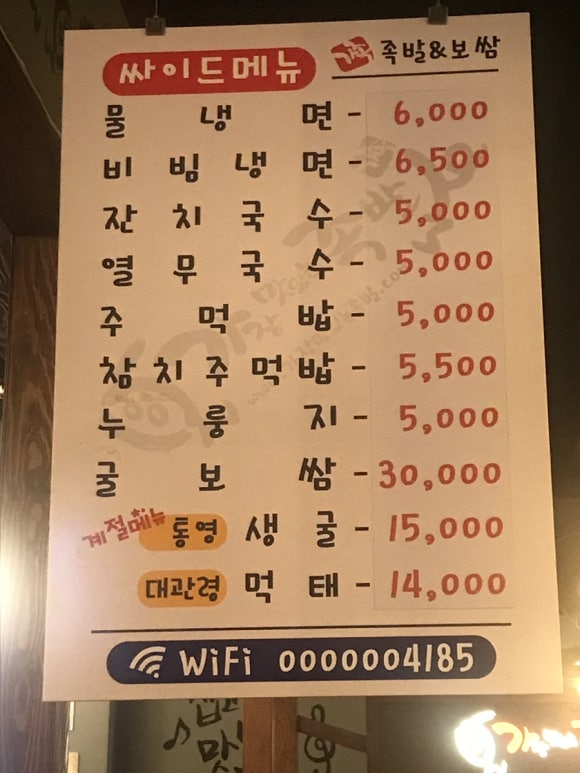 싸이드메뉴
족발&보쌈
물냉면 - 6,000
비빔냉면 - 6,500
잔치국수 - 5,000
열무국수 - 5,000
주먹밥 - 5,000
참치주먹밥 - 5,500
누룽지 - 5,000
굴보쌈 - 30,000
계절메뉴
통영 생굴 - 15,000
대관령 먹태 - 14,000
WiFi 0000004185